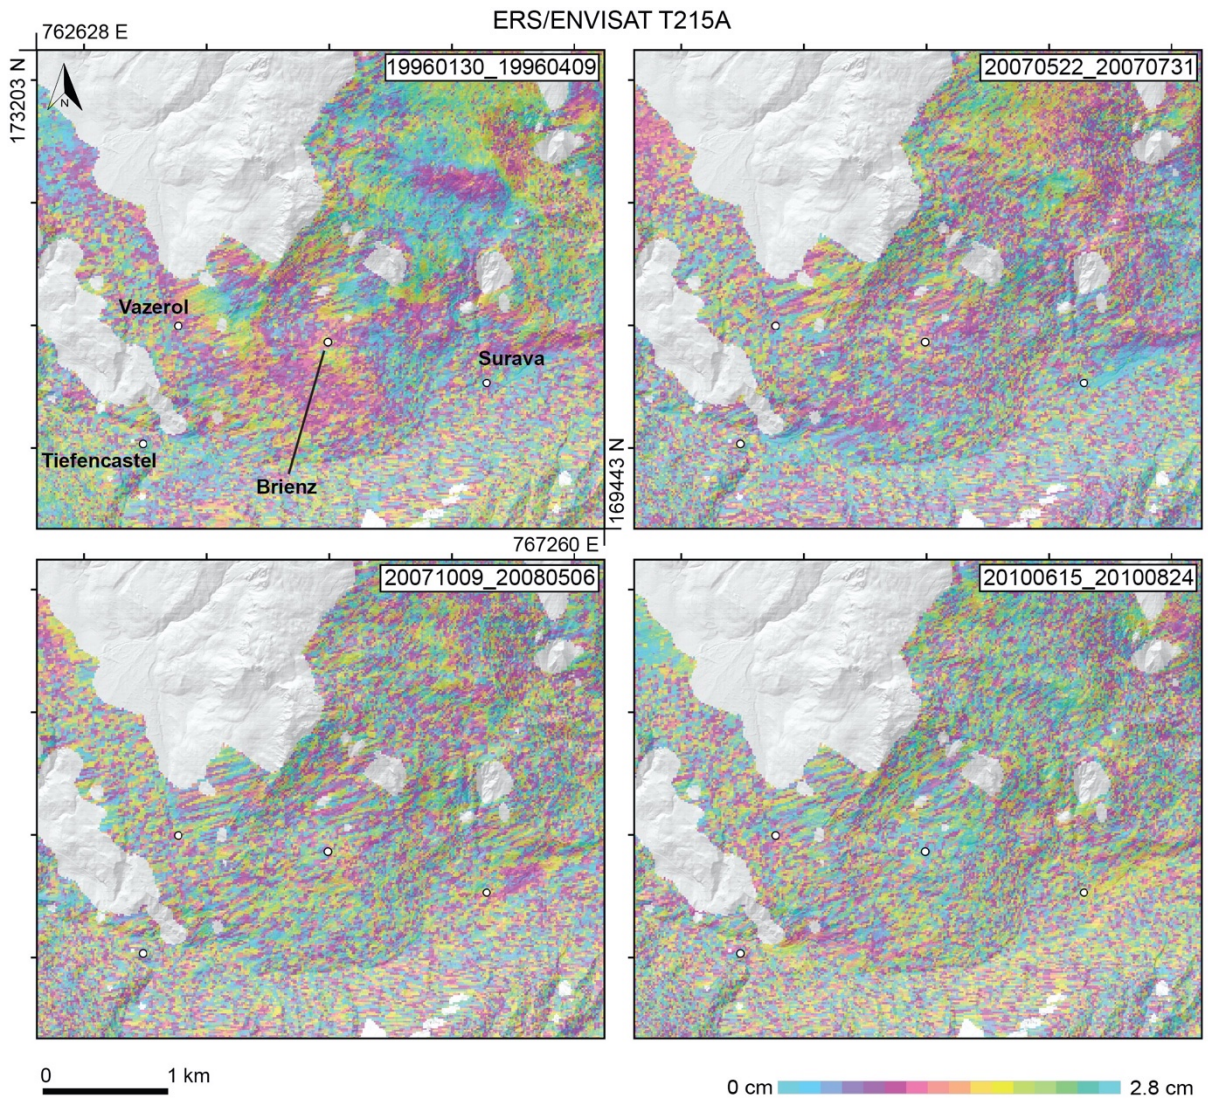 ERS/ENVISAT T215A
762628 E
173203 N
N
19960130_19960409
20070522_20070731
Vazerol
Surava
Tiefencastel
Brienz
169443 N
767260 E
20071009_20080506
20100615_20100824
0 1 km
0 cm 2.8 cm